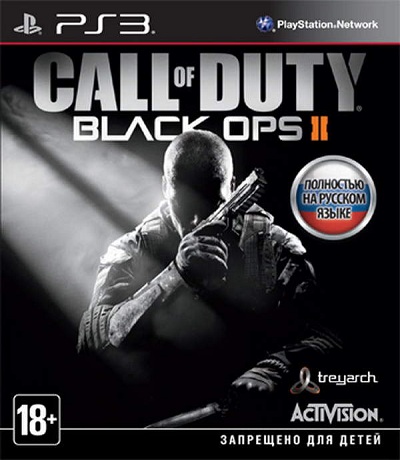 PS3
PlayStation®Network
CALL OF DUTY®
BLACK OPS II
ПОЛНОСТЬЮ
НА РУССКОМ
ЯЗЫКЕ
treyarch
ACTIVISION®
18+
ЗАПРЕЩЕНО ДЛЯ ДЕТЕЙ